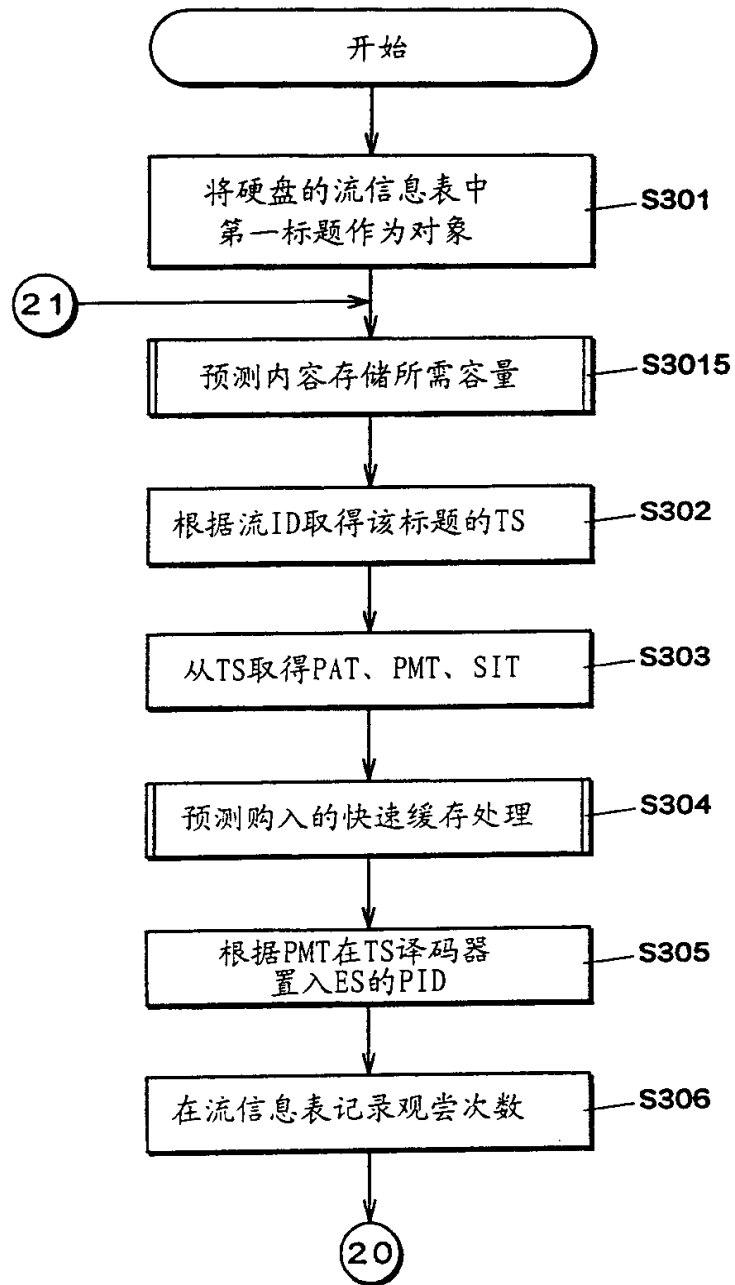 开始
将硬盘的流信息表中
第一标题作为对象
S301
21
预测内容存储所需容量
S3015
根据流ID取得该标题的TS
S302
从TS取得PAT、PMT、SIT
S303
预测购入的快速缓存处理
S304
根据PMT在TS译码器
置入ES的PID
S305
在流信息表记录观尝次数
S306
20